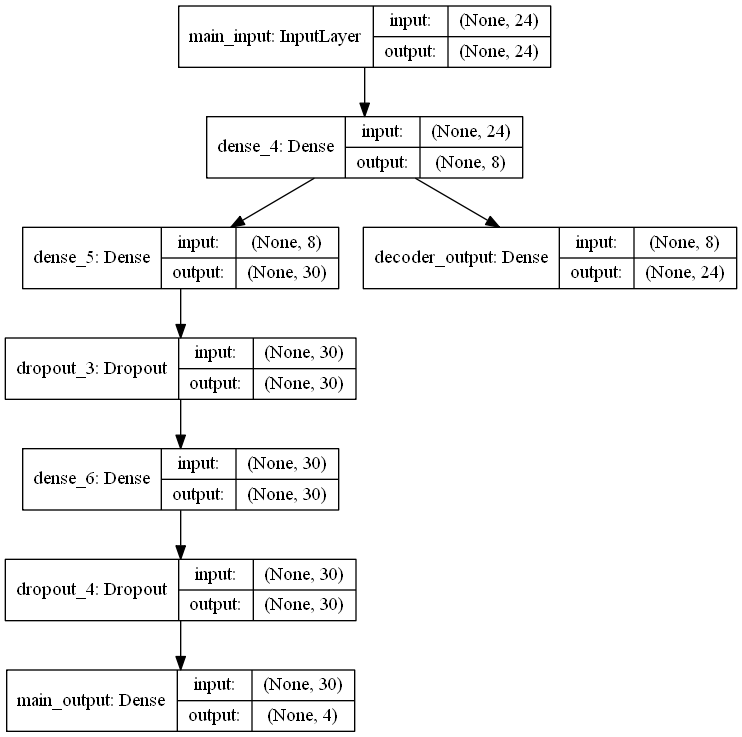 main_input: InputLayer
input: (None, 24)
output: (None, 24)
dense_4: Dense
input: (None, 24)
output: (None, 8)
dense_5: Dense
input: (None, 8)
output: (None, 30)
decoder_output: Dense
input: (None, 8)
output: (None, 24)
dropout_3: Dropout
input: (None, 30)
output: (None, 30)
dense_6: Dense
input: (None, 30)
output: (None, 30)
dropout_4: Dropout
input: (None, 30)
output: (None, 30)
main_output: Dense
input: (None, 30)
output: (None, 4)